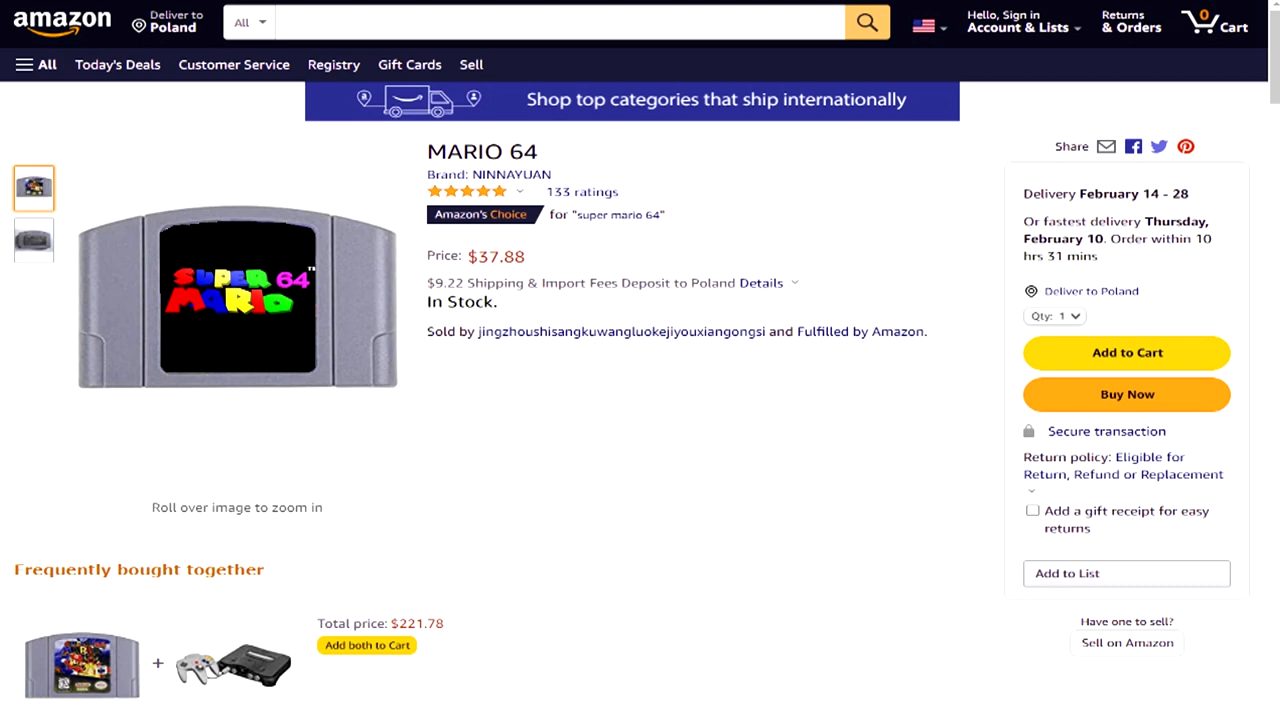 amazon
Deliver to
Poland
All
Hello, Sign in
Account & Lists
Returns
& Orders
0
Cart
All
Today's Deals
Customer Service
Registry
Gift Cards
Sell
Shop top categories that ship internationally
MARIO 64
Brand: NINNAYUAN
133 ratings
Amazon's Choice for "super mario 64"
Price: $37.88
$9.22 Shipping & Import Fees Deposit to Poland Details
In Stock.
Sold by jingzhoushisangkuwangluokejiyouxiangongsi and Fulfilled by Amazon.
SUPER 64™
MARIO
Roll over image to zoom in
Share
Delivery February 14 - 28
Or fastest delivery Thursday,
February 10. Order within 10
hrs 31 mins
Deliver to Poland
Qty: 1
Add to Cart
Buy Now
Secure transaction
Return policy: Eligible for
Return, Refund or Replacement
Add a gift receipt for easy
returns
Add to List
Have one to sell?
Sell on Amazon
Frequently bought together
+
Total price: $221.78
Add both to Cart